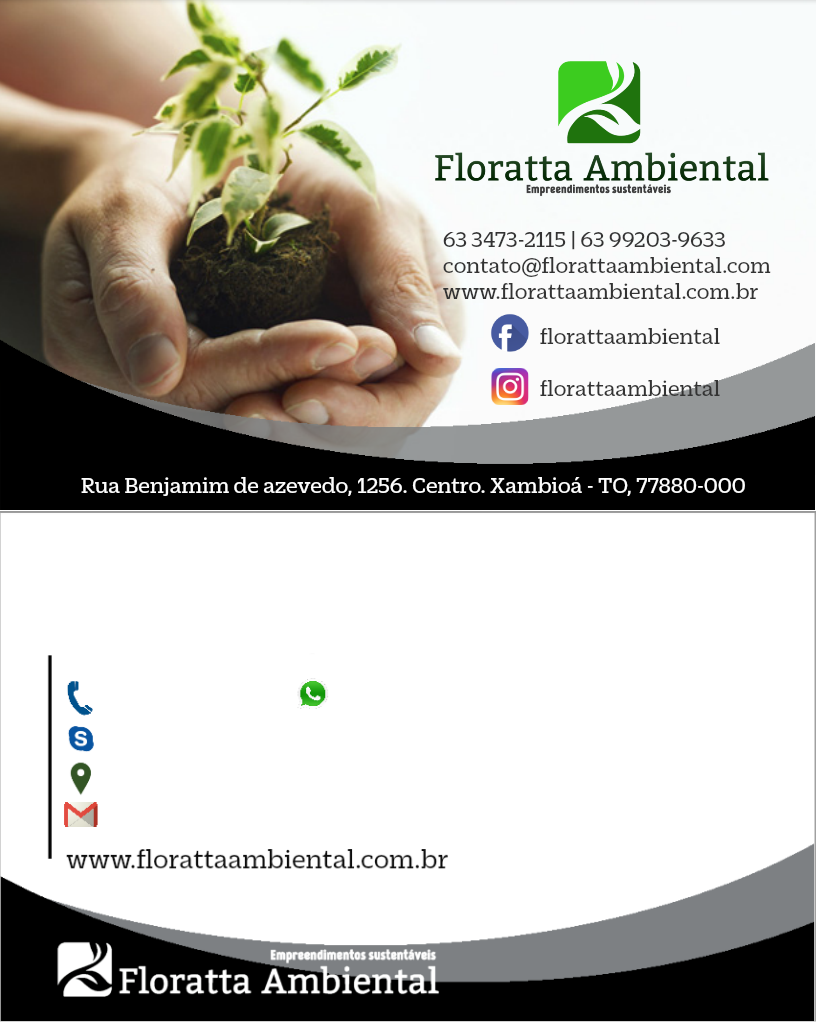 Floratta Ambiental
Empreendimentos sustentáveis
63 3473-2115 | 63 99203-9633
contato@florattaambiental.com
www.florattaambiental.com.br
florattaambiental
florattaambiental
Rua Benjamim de azevedo, 1256. Centro. Xambioá - TO, 77880-000
www.florattaambiental.com.br
Empreendimentos sustentáveis
Floratta Ambiental